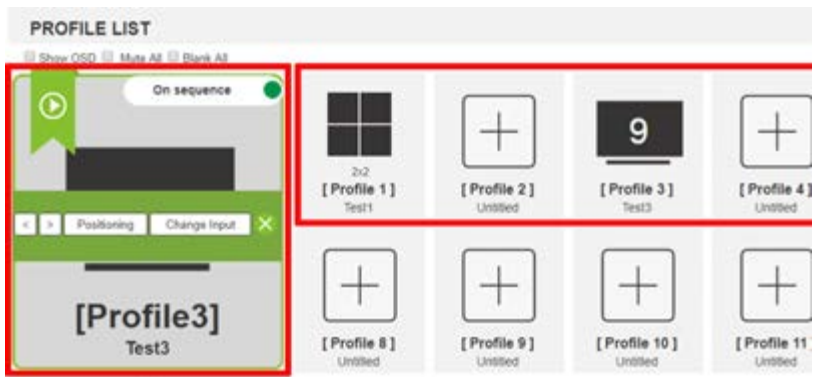 PROFILE LIST
Show OSD Mute All Blank All
On sequence
< > Positioning Change Input
[Profile3]
Test3
2x2
[ Profile 1 ]
Test1
[ Profile 2 ]
Untitled
9
[ Profile 3 ]
Test3
[ Profile 4 ]
Untitled
[ Profile 8 ]
Untitled
[ Profile 9 ]
Untitled
[ Profile 10 ]
Untitled
[ Profile 11
Untitled